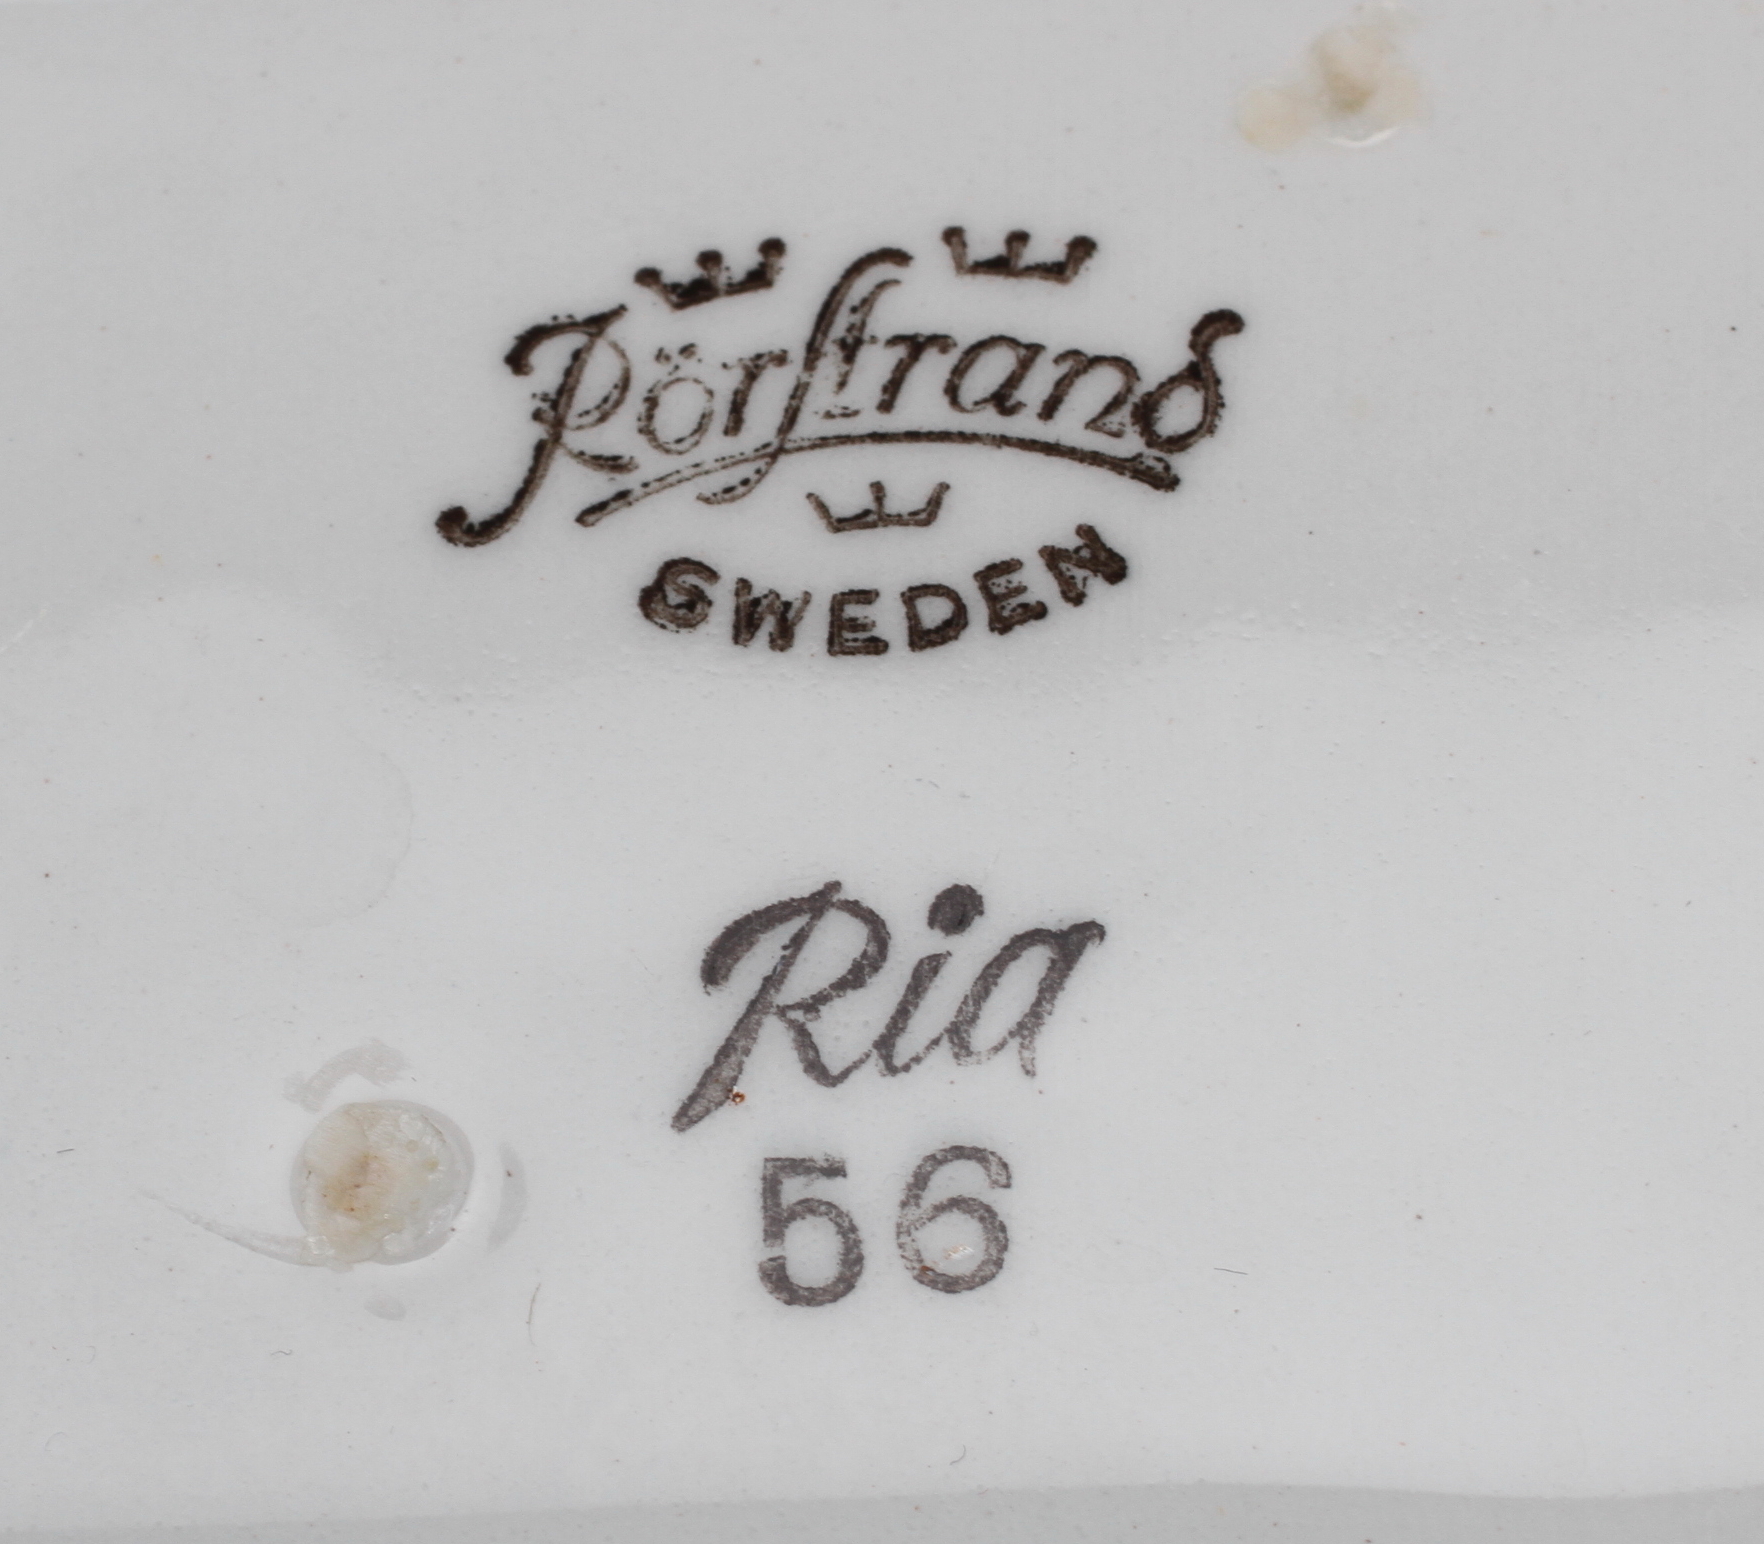 Rörstrand
SWEDEN
Ria
56